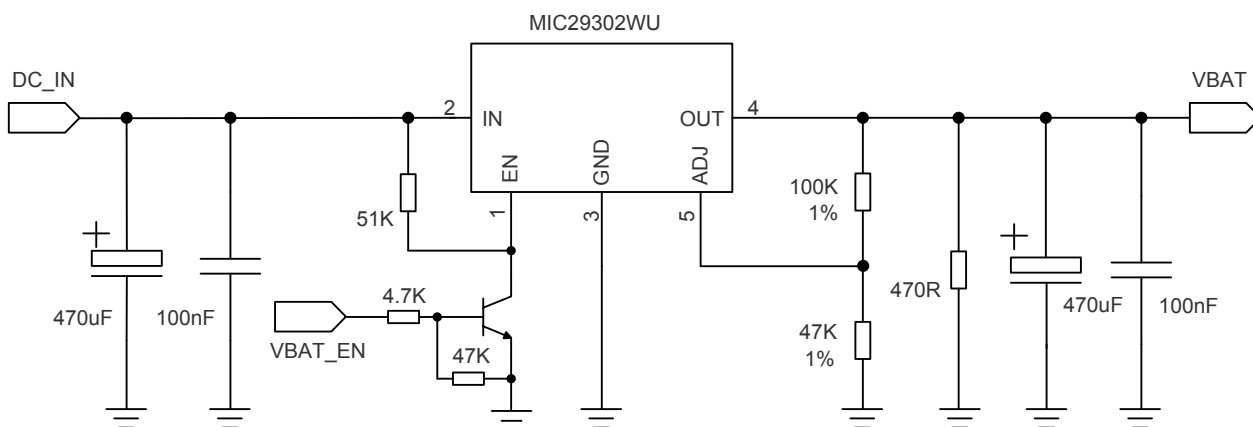 MIC29302WU
DC_IN
VBAT
2
IN
OUT
4
EN
GND
ADJ
1
3
5
51K
100K
1%
470uF
100nF
4.7K
VBAT_EN
47K
47K
1%
470R
470uF
100nF